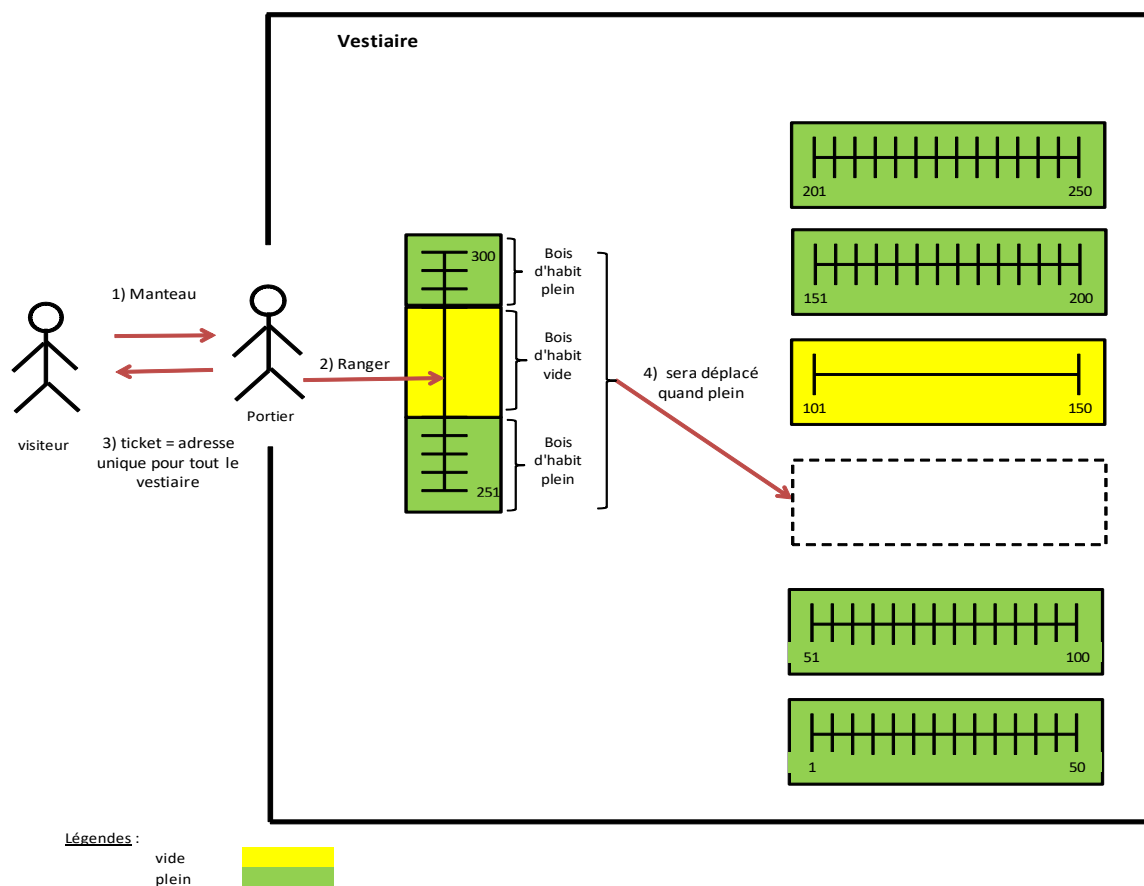 Vestiaire
201
250
300
Bois
d'habit
plein
151
200
1) Manteau
Bois
d'habit
vide
2) Ranger
4) sera déplacé
quand plein
101
150
Portier
visiteur
3) ticket = adresse
unique pour tout le
vestiaire
Bois
d'habit
plein
251
51
100
1
50
Légendes :
vide
plein